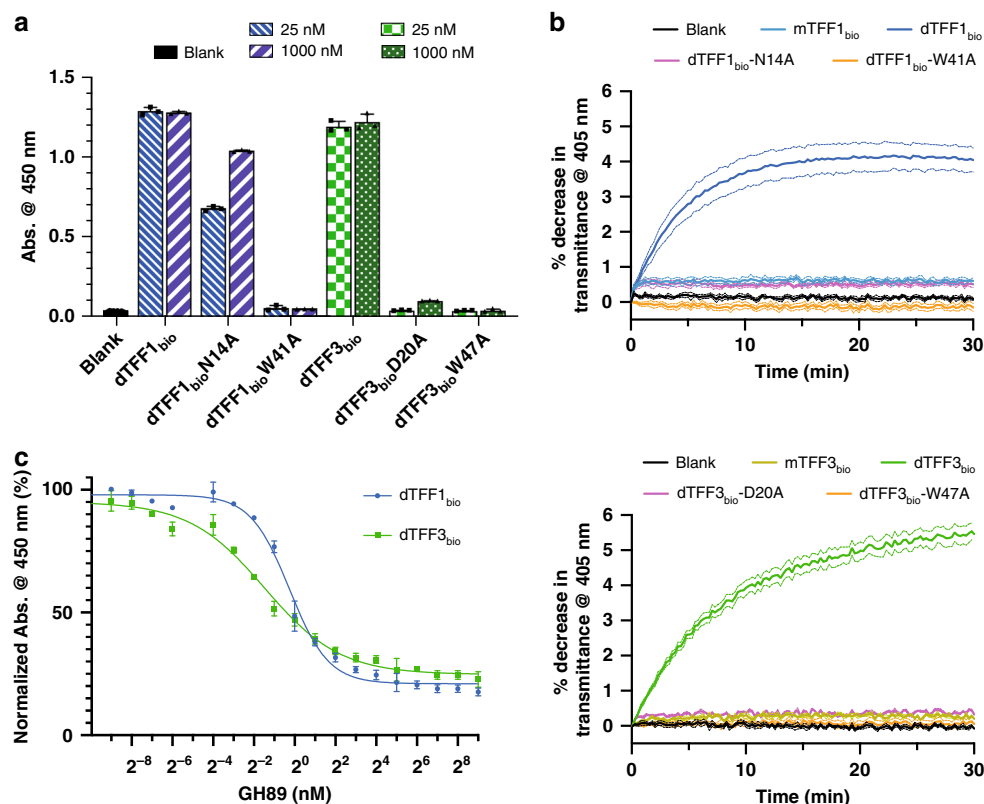 a
Blank
25 nM
1000 nM
25 nM
1000 nM
Abs. @ 450 nm
1.5
1.0
0.5
0.0
Blank
dTFF1bio
dTFF1bioN14A
dTFF1bioW41A
dTFF3bio
dTFF3bioD20A
dTFF3bioW47A
b
Blank
mTFF1bio
dTFF1bio
dTFF1bio-N14A
dTFF1bio-W41A
% decrease in
transmittance @ 405 nm
6
5
4
3
2
1
0
0 10 20 30
Time (min)
c
dTFF1bio
dTFF3bio
Normalized Abs. @ 450 nm (%)
100
50
0
2⁻⁸ 2⁻⁶ 2⁻⁴ 2⁻² 2⁰ 2² 2⁴ 2⁶ 2⁸
GH89 (nM)
Blank
mTFF3bio
dTFF3bio
dTFF3bio-D20A
dTFF3bio-W47A
% decrease in
transmittance @ 405 nm
6
5
4
3
2
1
0
0 10 20 30
Time (min)